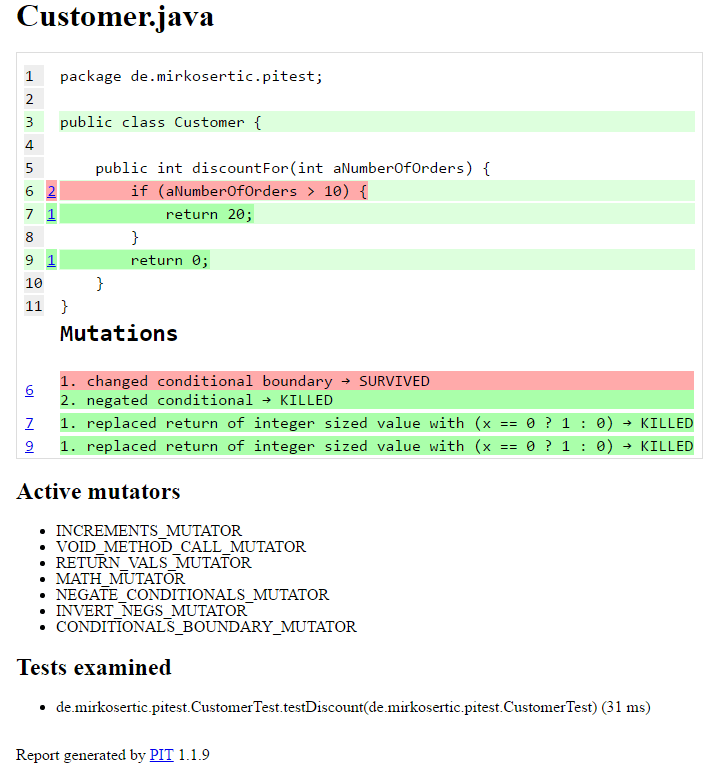 Customer.java
1 package de.mirkosertic.pitest;
2
3 public class Customer {
4
5 public int discountFor(int aNumberOfOrders) {
6 2 if (aNumberOfOrders > 10) {
7 1 return 20;
8 }
9 1 return 0;
10 }
11 }
Mutations
6 1. changed conditional boundary → SURVIVED
2. negated conditional → KILLED
7 1. replaced return of integer sized value with (x == 0 ? 1 : 0) → KILLED
9 1. replaced return of integer sized value with (x == 0 ? 1 : 0) → KILLED
Active mutators
• INCREMENTS_MUTATOR
• VOID_METHOD_CALL_MUTATOR
• RETURN_VALS_MUTATOR
• MATH_MUTATOR
• NEGATE_CONDITIONALS_MUTATOR
• INVERT_NEGS_MUTATOR
• CONDITIONALS_BOUNDARY_MUTATOR
Tests examined
• de.mirkosertic.pitest.CustomerTest.testDiscount(de.mirkosertic.pitest.CustomerTest) (31 ms)
Report generated by PIT 1.1.9